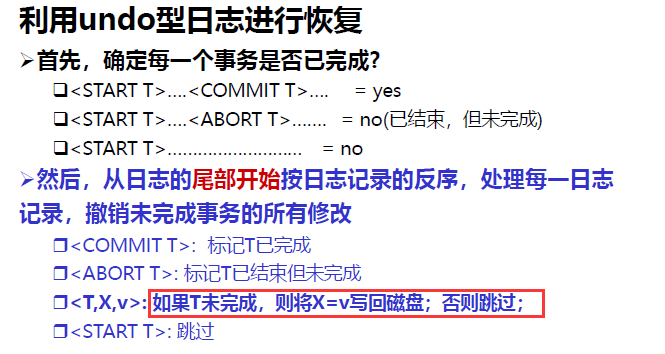 利用undo型日志进行恢复
➢首先，确定每一个事务是否已完成?
❑<START T>....<COMMIT T>.... = yes
❑<START T>....<ABORT T>....... = no(已结束，但未完成)
❑<START T>........................... = no
➢然后，从日志的尾部开始按日志记录的反序，处理每一日志
记录，撤销未完成事务的所有修改
❒<COMMIT T>: 标记T已完成
❒<ABORT T>: 标记T已结束但未完成
❒<T,X,v>: 如果T未完成，则将X=v写回磁盘；否则跳过；
❒<START T>: 跳过